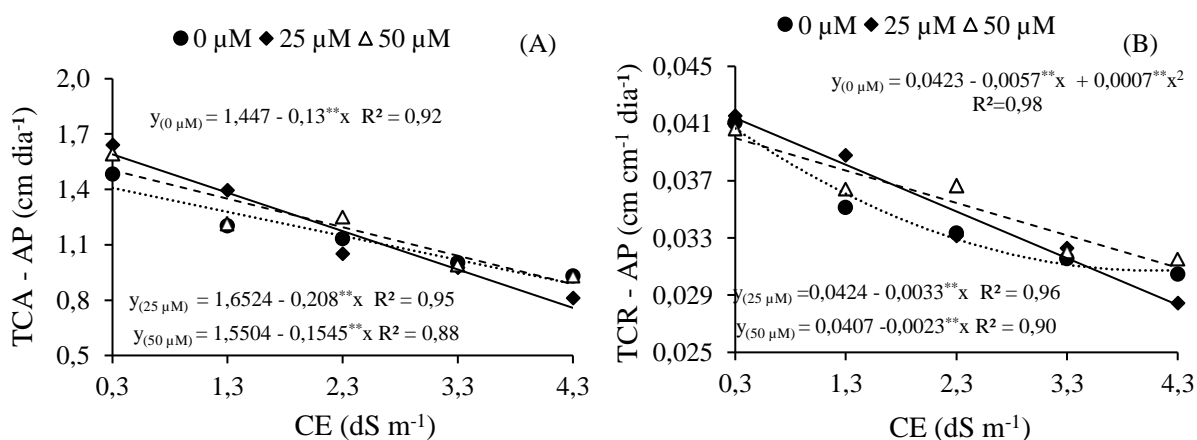 ● 0 µM ◆ 25 µM △ 50 µM (A)
TCA - AP (cm dia⁻¹)
2,0
1,7
1,4
1,1
0,8
0,5
y(0 µM) = 1,447 - 0,13**x R² = 0,92
y(25 µM) = 1,6524 - 0,208**x R² = 0,95
y(50 µM) = 1,5504 - 0,1545**x R² = 0,88
0,3 1,3 2,3 3,3 4,3
CE (dS m⁻¹)
● 0 µM ◆ 25 µM △ 50 µM
(B)
TCR - AP (cm cm⁻¹ dia⁻¹)
0,045
0,041
0,037
0,033
0,029
0,025
y(0 µM) = 0,0423 - 0,0057**x + 0,0007**x²
R²=0,98
y(25 µM) =0,0424 - 0,0033**x R² = 0,96
y(50 µM) = 0,0407 -0,0023**x R² = 0,90
0,3 1,3 2,3 3,3 4,3
CE (dS m⁻¹)